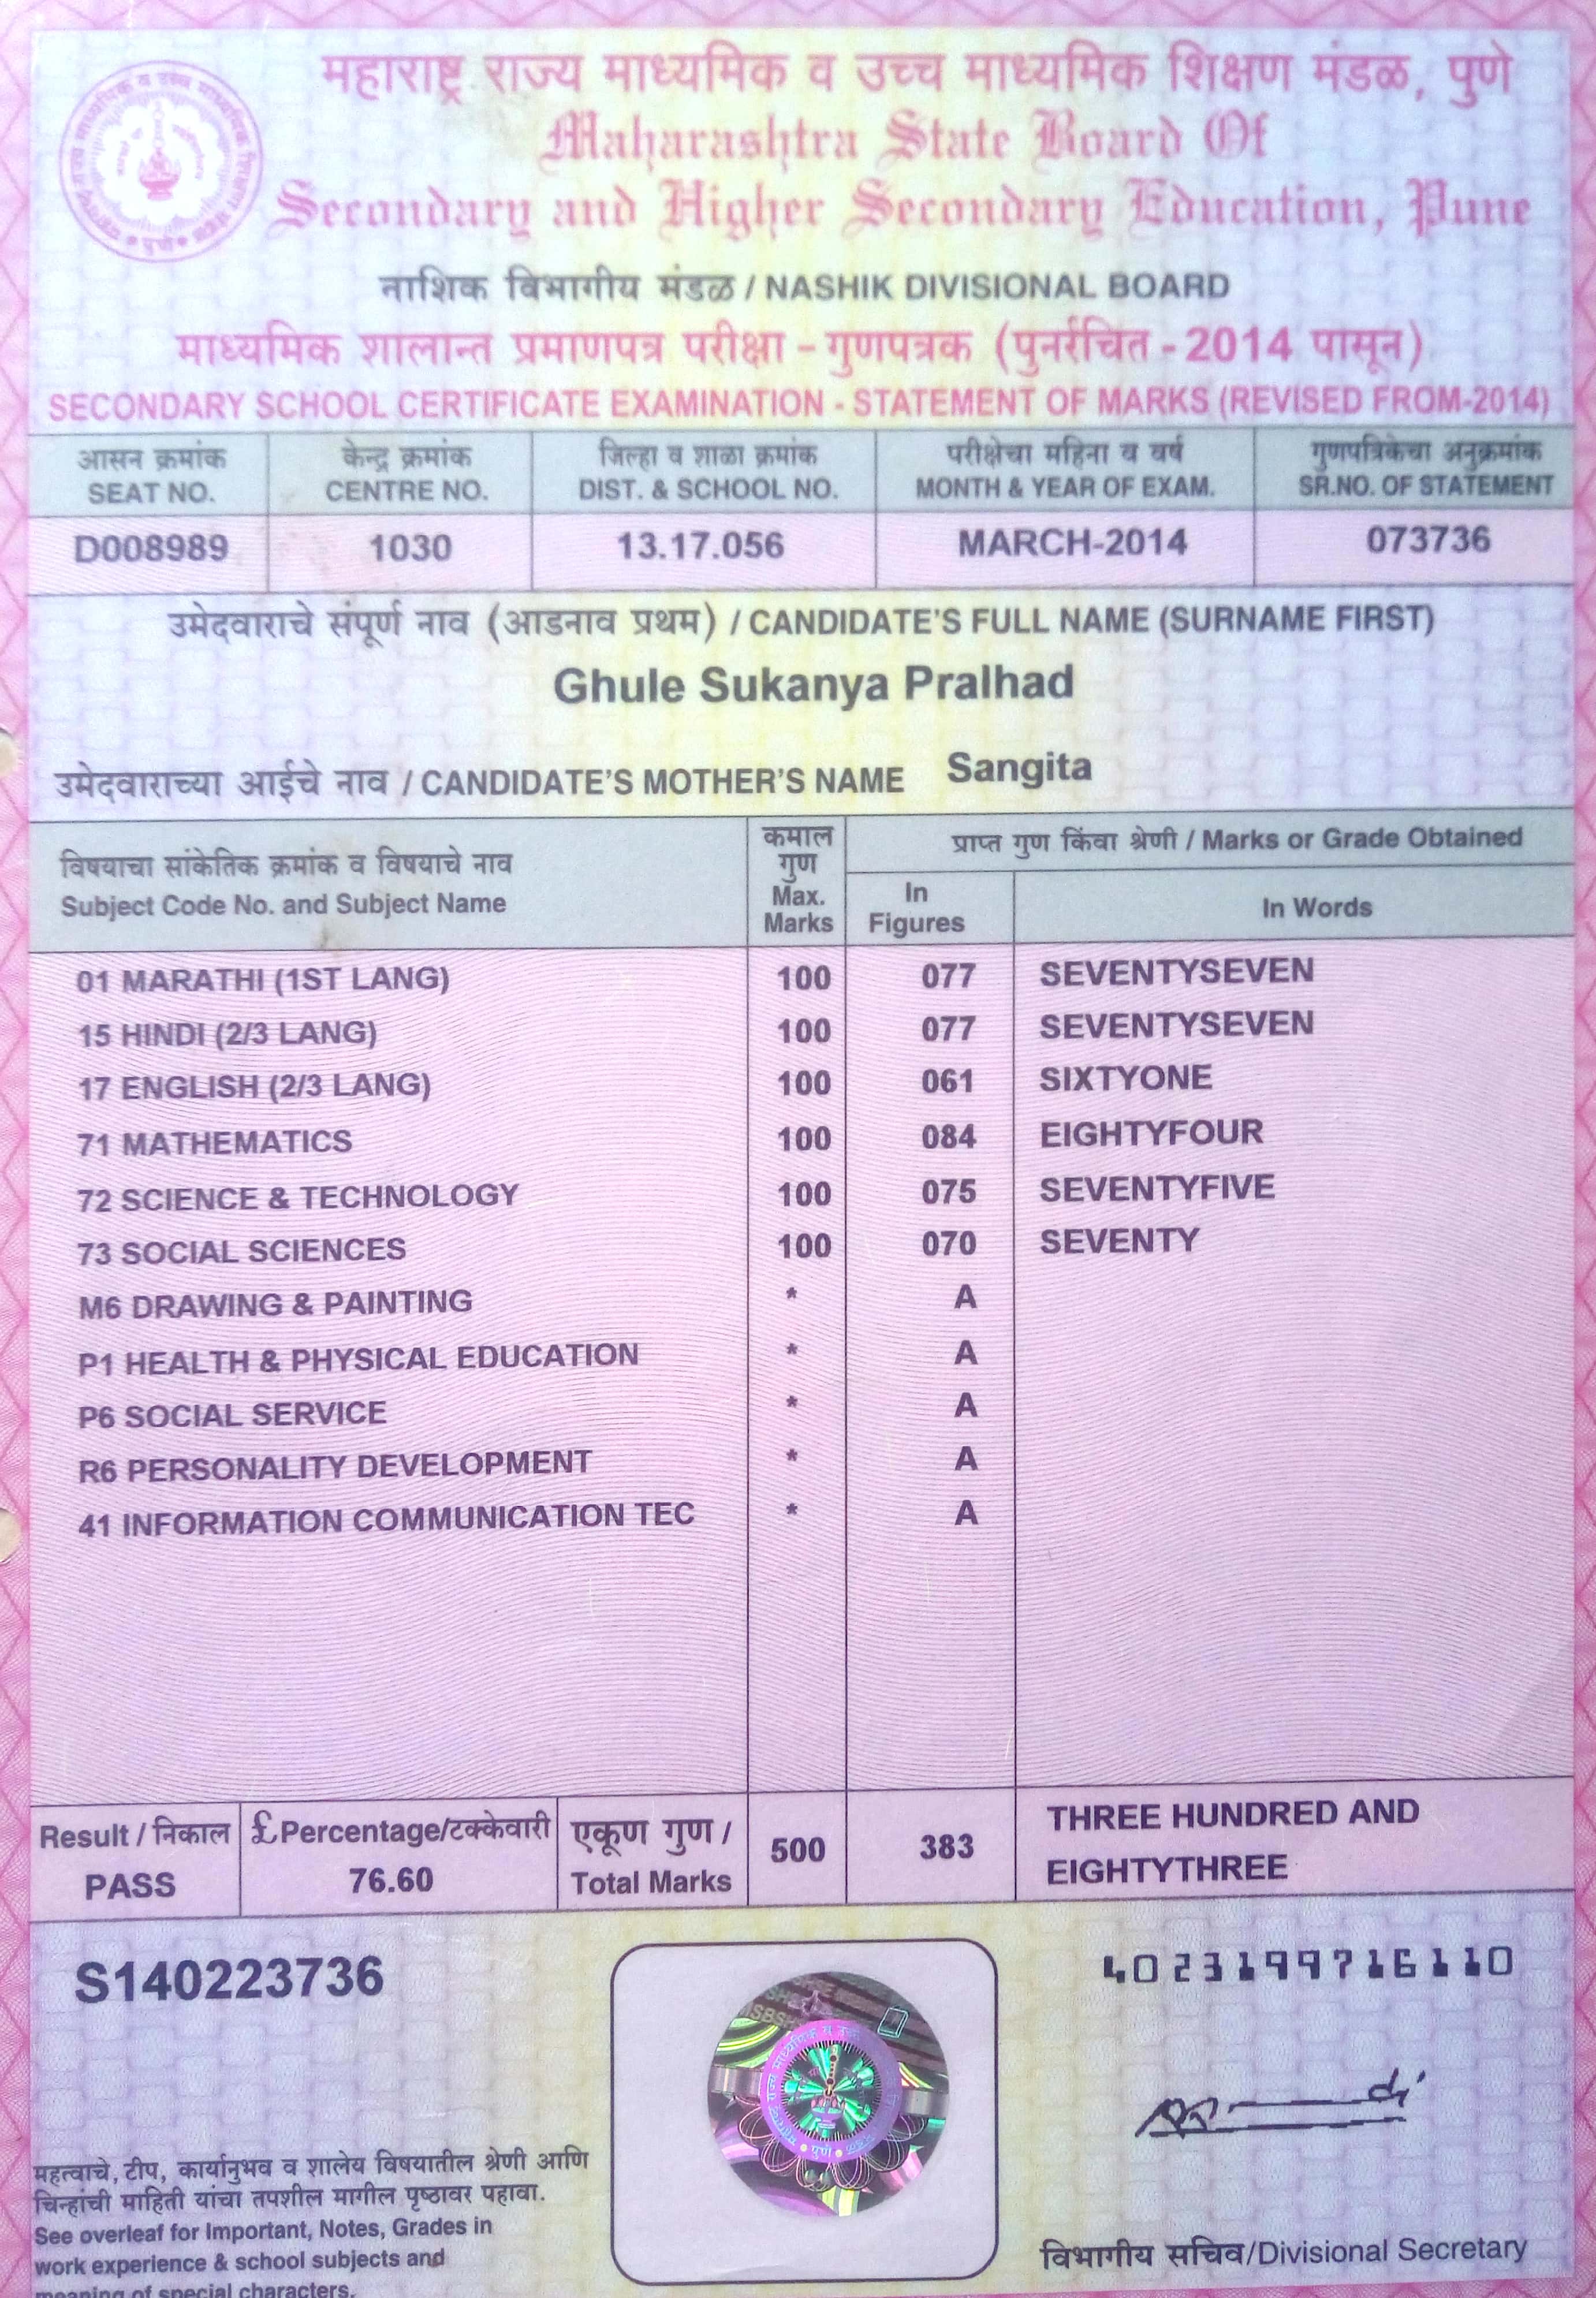 महाराष्ट्र राज्य माध्यमिक व उच्च माध्यमिक शिक्षण मंडळ, पुणे
Maharashtra State Board Of
Secondary and Higher Secondary Education, Pune
नाशिक विभागीय मंडळ / NASHIK DIVISIONAL BOARD
माध्यमिक शालान्त प्रमाणपत्र परीक्षा - गुणपत्रक (पुनर्रचित - 2014 पासून)
SECONDARY SCHOOL CERTIFICATE EXAMINATION - STATEMENT OF MARKS (REVISED FROM-2014)
आसन क्रमांक केन्द्र क्रमांक जिल्हा व शाळा क्रमांक परीक्षेचा महिना व वर्ष गुणपत्रिकेचा अनुक्रमांक
SEAT NO. CENTRE NO. DIST. & SCHOOL NO. MONTH & YEAR OF EXAM. SR.NO. OF STATEMENT
D008989 1030 13.17.056 MARCH-2014 073736
उमेदवाराचे संपूर्ण नाव (आडनाव प्रथम) / CANDIDATE'S FULL NAME (SURNAME FIRST)
Ghule Sukanya Pralhad
उमेदवाराच्या आईचे नाव / CANDIDATE'S MOTHER'S NAME Sangita
विषयाचा सांकेतिक क्रमांक व विषयाचे नाव
Subject Code No. and Subject Name
कमाल
गुण
Max.
Marks
प्राप्त गुण किंवा श्रेणी / Marks or Grade Obtained
In
Figures
In Words
01 MARATHI (1ST LANG) 100 077 SEVENTYSEVEN
15 HINDI (2/3 LANG) 100 077 SEVENTYSEVEN
17 ENGLISH (2/3 LANG) 100 061 SIXTYONE
71 MATHEMATICS 100 084 EIGHTYFOUR
72 SCIENCE & TECHNOLOGY 100 075 SEVENTYFIVE
73 SOCIAL SCIENCES 100 070 SEVENTY
M6 DRAWING & PAINTING * A
P1 HEALTH & PHYSICAL EDUCATION * A
P6 SOCIAL SERVICE * A
R6 PERSONALITY DEVELOPMENT * A
41 INFORMATION COMMUNICATION TEC * A
Result / निकाल
PASS
£ Percentage/टक्केवारी
76.60
एकूण गुण /
Total Marks
500
383
THREE HUNDRED AND
EIGHTYTHREE
S140223736
4023199716110
महत्वाचे, टीप, कार्यानुभव व शालेय विषयातील श्रेणी आणि
चिन्हांची माहिती यांचा तपशील मागील पृष्ठावर पहावा.
See overleaf for Important, Notes, Grades in
work experience & school subjects and
meaning of special characters.
विभागीय सचिव/Divisional Secretary